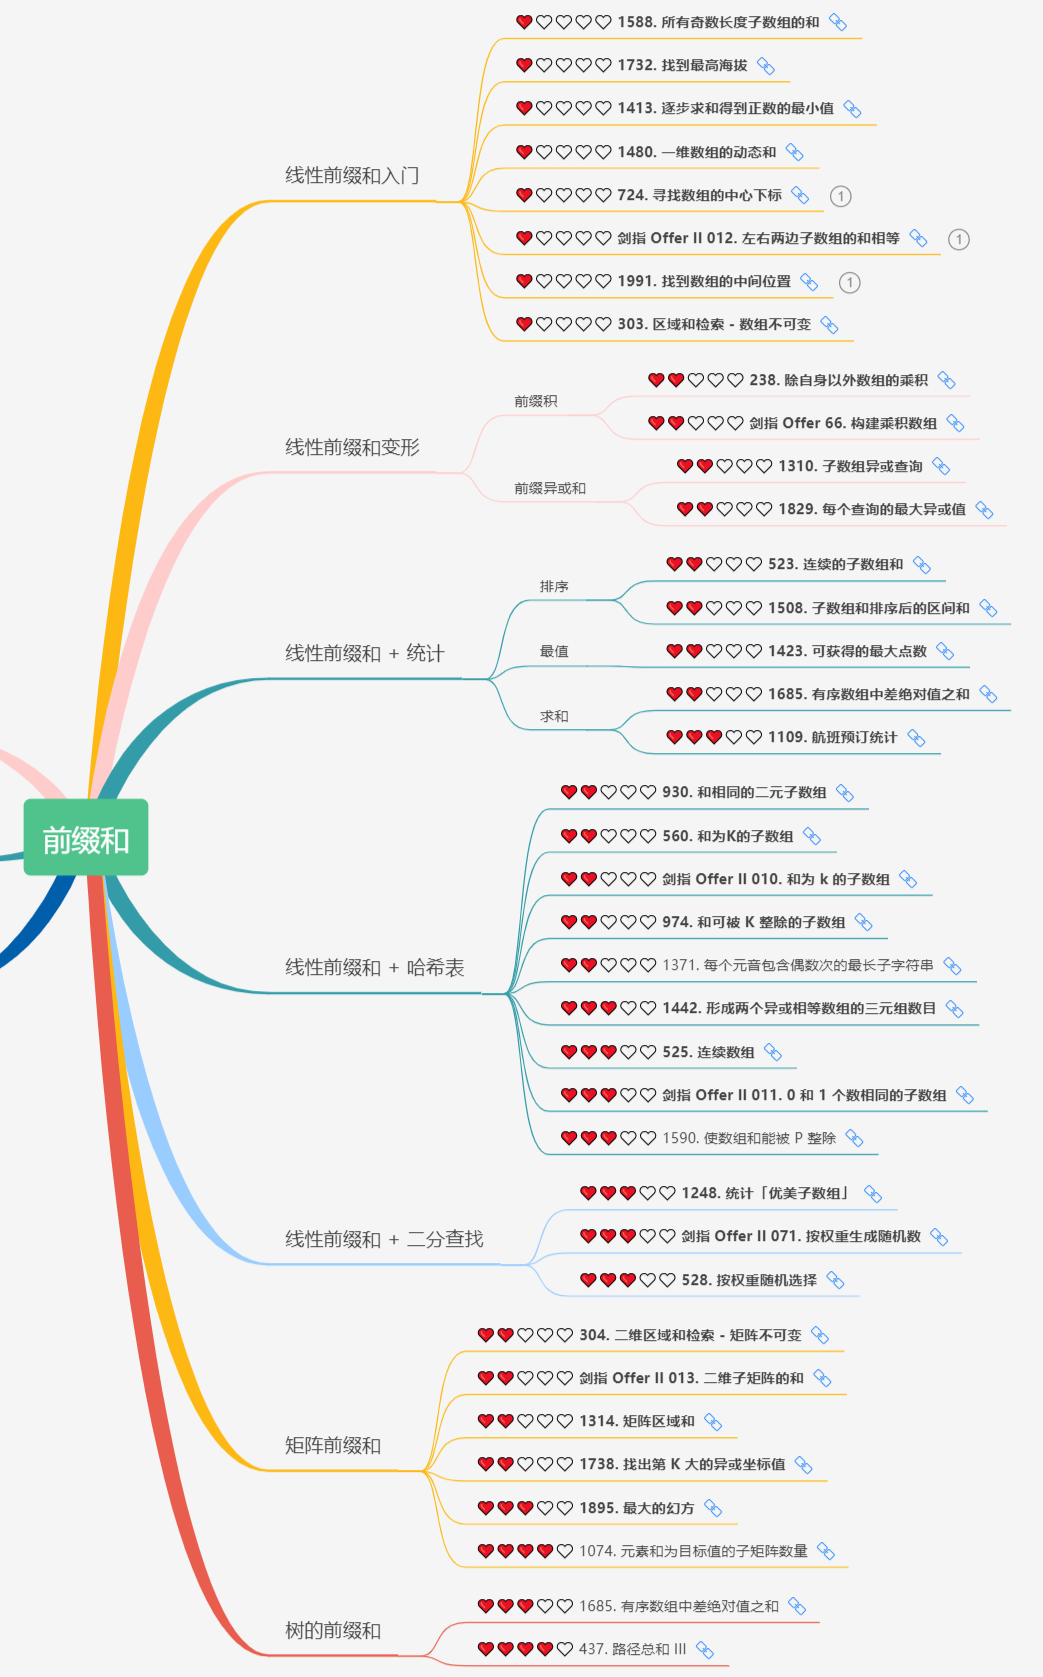 前缀和
线性前缀和入门
1588. 所有奇数长度子数组的和
1732. 找到最高海拔
1413. 逐步求和得到正数的最小值
1480. 一维数组的动态和
724. 寻找数组的中心下标 1
剑指 Offer II 012. 左右两边子数组的和相等 1
1991. 找到数组的中间位置 1
303. 区域和检索 - 数组不可变
线性前缀和变形
前缀积
238. 除自身以外数组的乘积
剑指 Offer 66. 构建乘积数组
前缀异或和
1310. 子数组异或查询
1829. 每个查询的最大异或值
线性前缀和 + 统计
排序
523. 连续的子数组和
1508. 子数组和排序后的区间和
最值
1423. 可获得的最大点数
求和
1685. 有序数组中差绝对值之和
1109. 航班预订统计
线性前缀和 + 哈希表
930. 和相同的二元子数组
560. 和为K的子数组
剑指 Offer II 010. 和为 k 的子数组
974. 和可被 K 整除的子数组
1371. 每个元音包含偶数次的最长子字符串
1442. 形成两个异或相等数组的三元组数目
525. 连续数组
剑指 Offer II 011. 0 和 1 个数相同的子数组
1590. 使数组和能被 P 整除
线性前缀和 + 二分查找
1248. 统计「优美子数组」
剑指 Offer II 071. 按权重生成随机数
528. 按权重随机选择
矩阵前缀和
304. 二维区域和检索 - 矩阵不可变
剑指 Offer II 013. 二维子矩阵的和
1314. 矩阵区域和
1738. 找出第 K 大的异或坐标值
1895. 最大的幻方
1074. 元素和为目标值的子矩阵数量
树的前缀和
1685. 有序数组中差绝对值之和
437. 路径总和 III